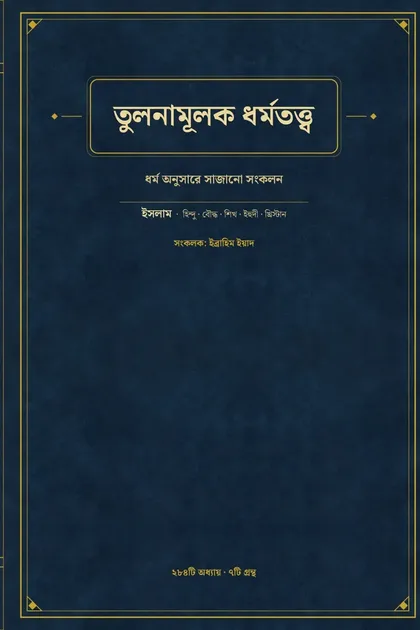 তুলনামূলক ধর্মতত্ত্ব
ধর্ম অনুসারে সাজানো সংকলন
ইসলাম · হিন্দু · বৌদ্ধ · শিখ · ইহুদী · খ্রিস্টান
সংকলক: ইব্রাহিম ইয়াদ
২৮৪টি অধ্যায় · ৭টি গ্রন্থ